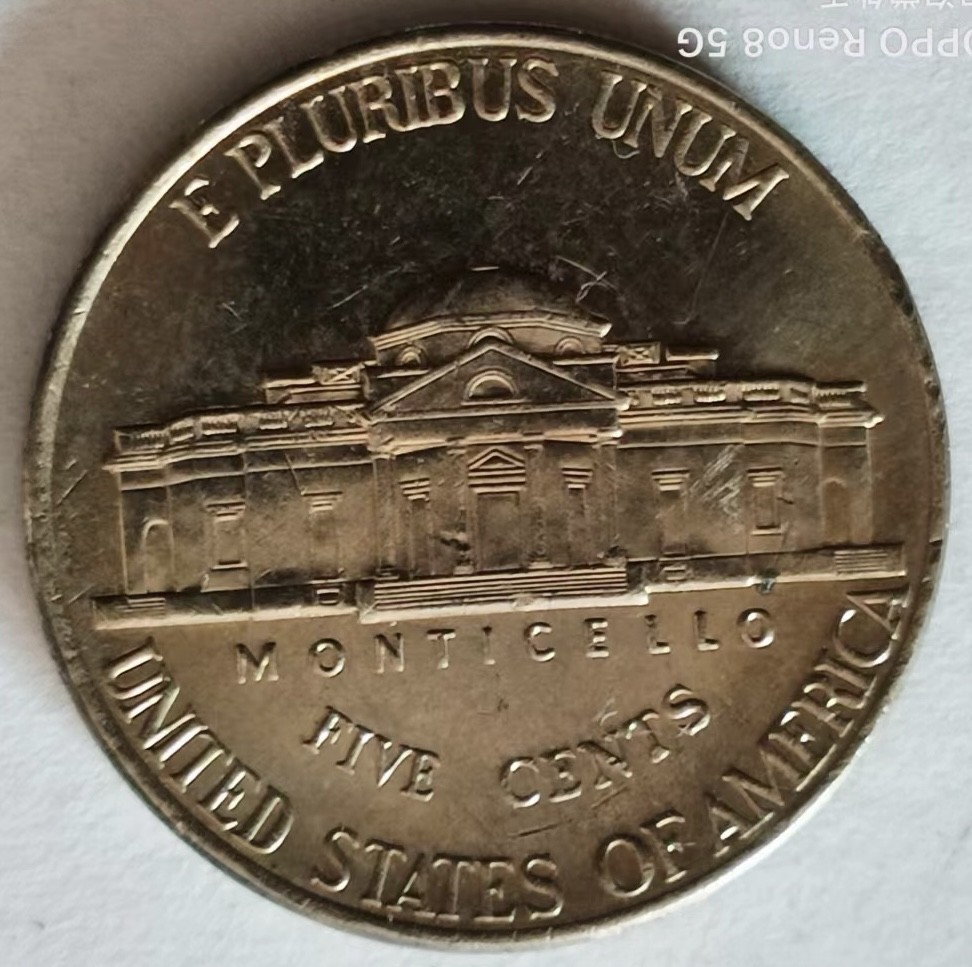 E PLURIBUS UNUM
MONTICELLO
FIVE CENTS
UNITED STATES OF AMERICA
OPPO Reno8 5G